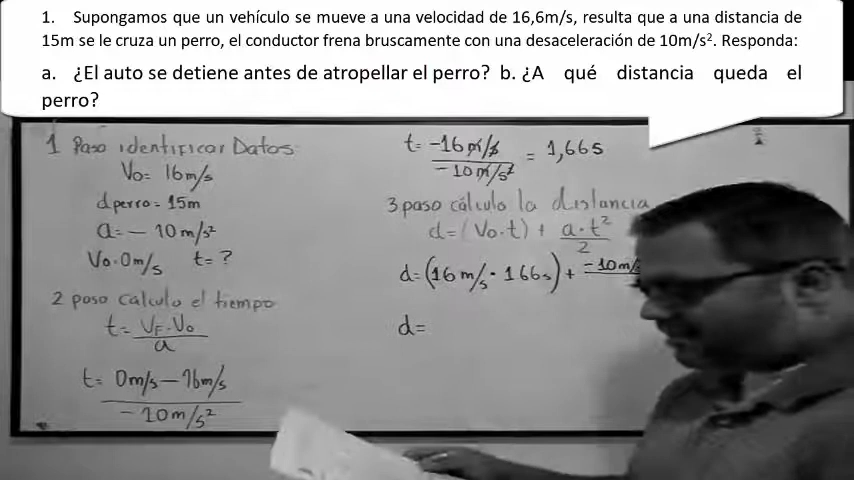 1. Supongamos que un vehículo se mueve a una velocidad de 16,6m/s, resulta que a una distancia de
15m se le cruza un perro, el conductor frena bruscamente con una desaceleración de 10m/s². Responda:
a. ¿El auto se detiene antes de atropellar el perro? b. ¿A qué distancia queda el
perro?
1 Paso identificar Datos
Vo= 16m/s
d perro = 15m
a = - 10m/s²
Vo. 0m/s t= ?
2 paso calculo el tiempo
t= VF - Vo
a
t= 0m/s - 16m/s
-10m/s²
t= -16m/s = 1,66s
-10m/s²
3 paso cálculo la distancia
d=(Vo.t) + a.t²
2
d=(16m/s . 166s) + -10m/s
d=